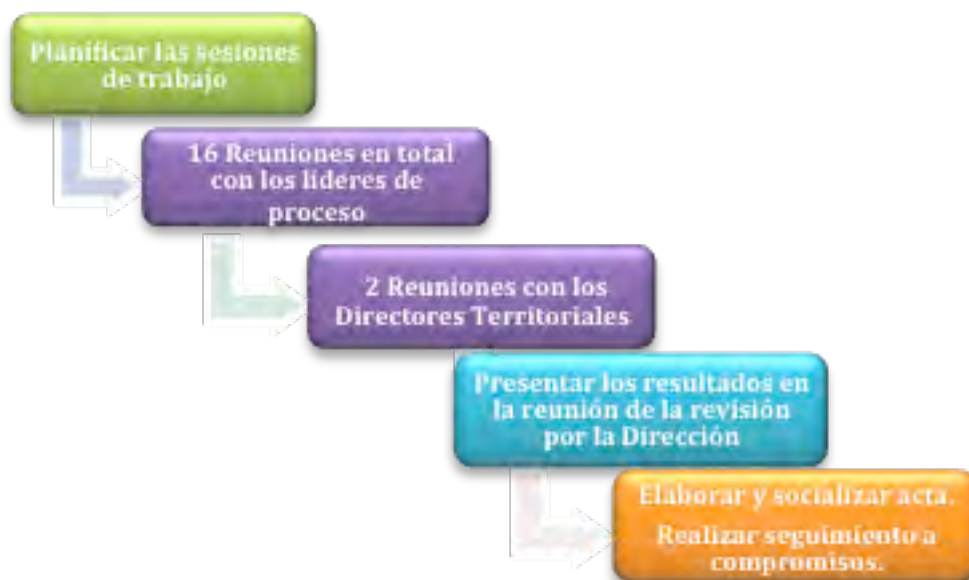 Planificar las sesiones
de trabajo
16 Reuniones en total
con los líderes de
proceso
2 Reuniones con los
Directores Territoriales
Presentar los resultados en
la reunión de la revisión
por la Dirección
Elaborar y socializar acta.
Realizar seguimiento a
compromisos.